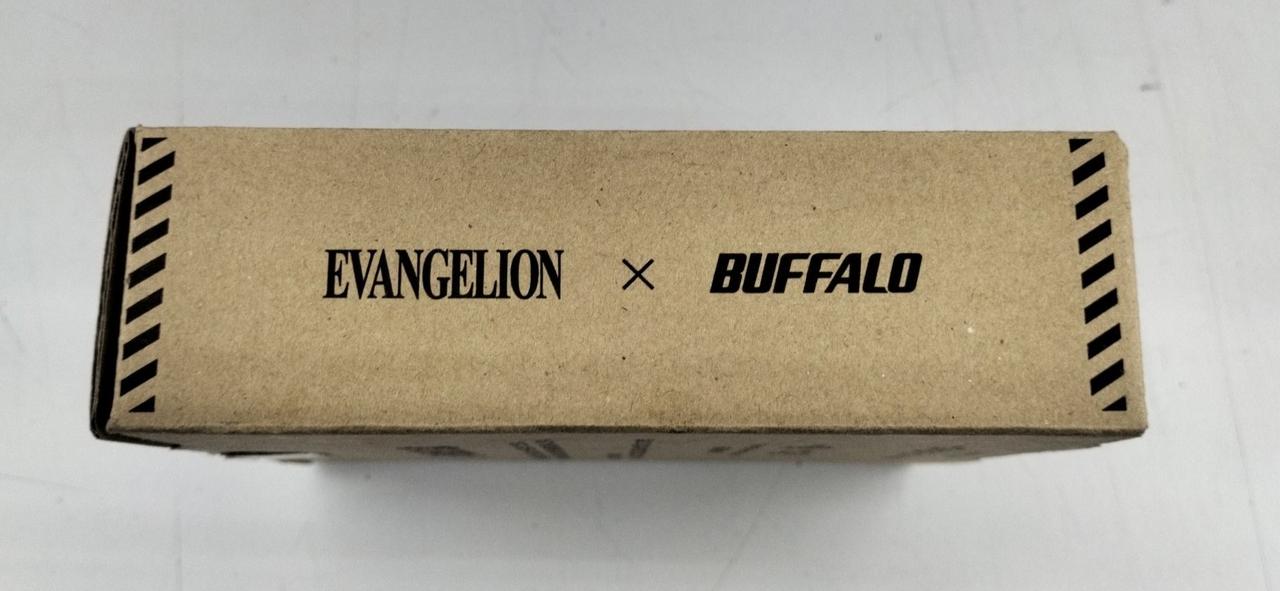 EVANGELION × BUFFALO